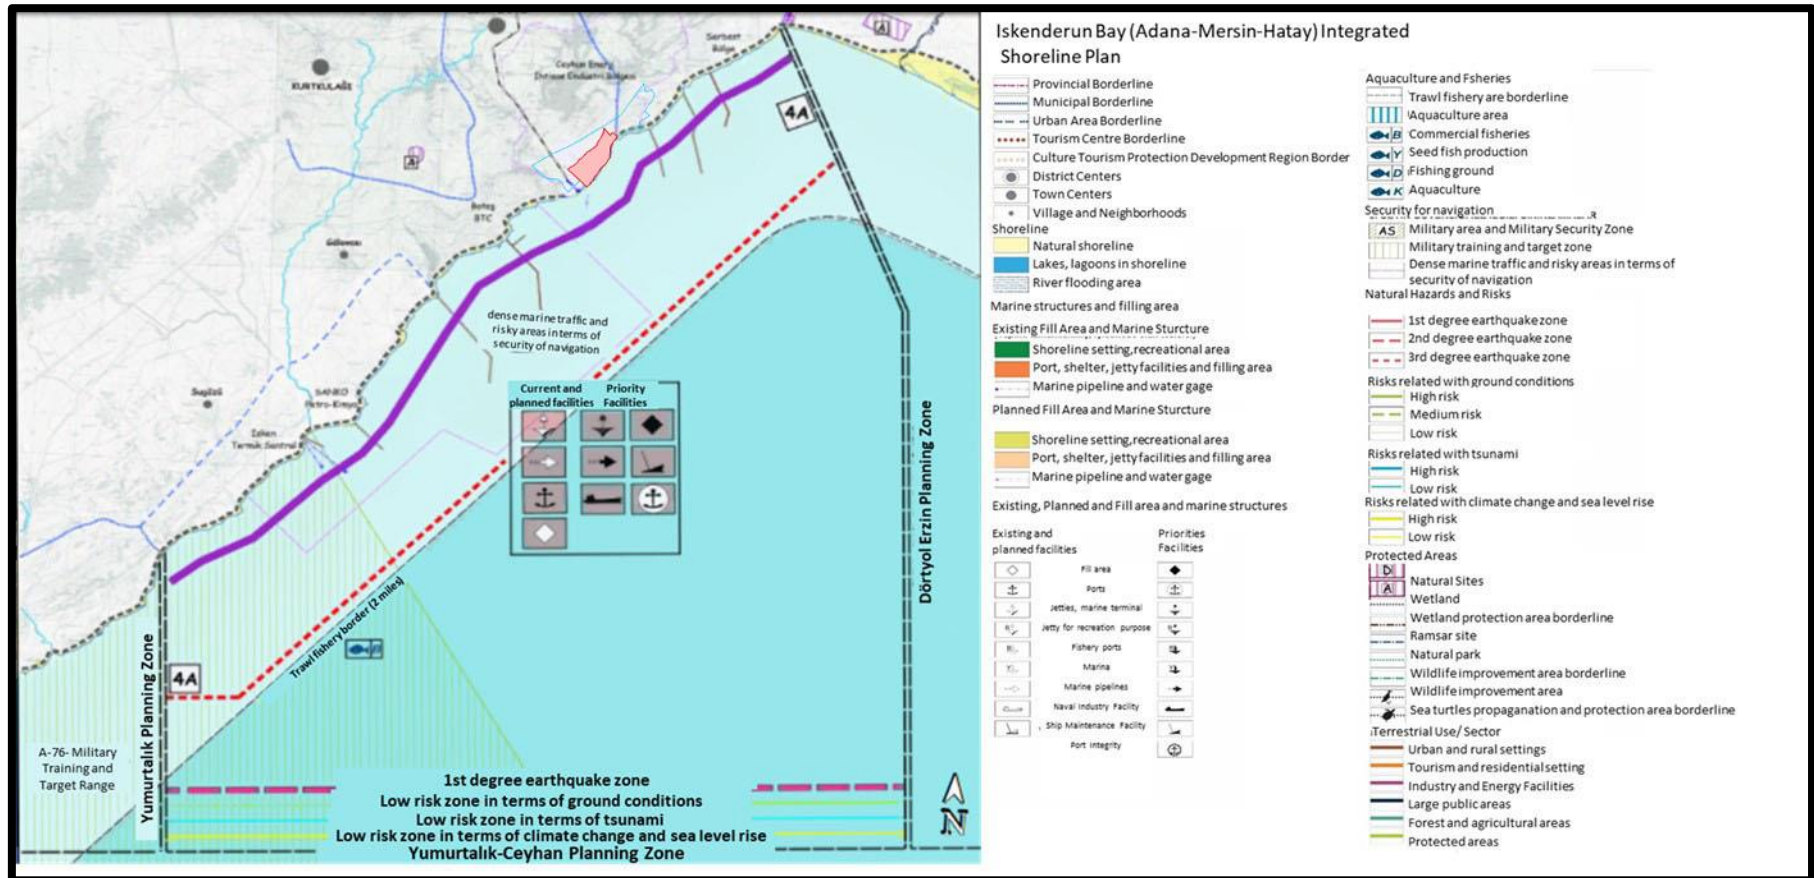 Serbest
Bölge
Ceyhan Enerji
İhtisas Endüstri Bölgesi
KURTKULAĞI
A
A
4A
Botaş
BTC
Gölovası
dense marine traffic and
risky areas in terms of
security of navigation
Sugözü
SANKO
Petro-Kimya
İsken
Termik Santrali
Current and
planned facilities
Priority
Facilities
Trawl fishery border (2 miles)
B
4A
Yumurtalık Planning Zone
Dörtyol Erzin Planning Zone
A-76- Military
Training and
Target Range
1st degree earthquake zone
Low risk zone in terms of ground conditions
Low risk zone in terms of tsunami
Low risk zone in terms of climate change and sea level rise
Yumurtalık-Ceyhan Planning Zone
N
Iskenderun Bay (Adana-Mersin-Hatay) Integrated
Shoreline Plan
Provincial Borderline
Municipal Borderline
Urban Area Borderline
Tourism Centre Borderline
Culture Tourism Protection Development Region Border
District Centers
Town Centers
Village and Neighborhoods
Shoreline
Natural shoreline
Lakes, lagoons in shoreline
River flooding area
Marine structures and filling area
Existing Fill Area and Marine Sturcture
Shoreline setting,recreational area
Port, shelter, jetty facilities and filling area
Marine pipeline and water gage
Planned Fill Area and Marine Sturcture
Shoreline setting,recreational area
Port, shelter, jetty facilities and filling area
Marine pipeline and water gage
Existing, Planned and Fill area and marine structures
Existing and
planned facilities
Priorities
Facilities
Fill area
Ports
Jetties, marine terminal
Jetty for recreation purpose
Fishery ports
Marina
Marine pipelines
Naval Industry Facility
Ship Maintenance Facility
Port Integrity
Aquaculture and Fsheries
Trawl fishery are borderline
Aquaculture area
B Commercial fisheries
Y Seed fish production
D Fishing ground
K Aquaculture
Security for navigation
AS Military area and Military Security Zone
Military training and target zone
Dense marine traffic and risky areas in terms of
security of navigation
Natural Hazards and Risks
1st degree earthquake zone
2nd degree earthquake zone
3rd degree earthquake zone
Risks related with ground conditions
High risk
Medium risk
Low risk
Risks related with tsunami
High risk
Low risk
Risks related with climate change and sea level rise
High risk
Low risk
Protected Areas
D
A Natural Sites
Wetland
Wetland protection area borderline
Ramsar site
Natural park
Wildlife improvement area borderline
Wildlife improvement area
Sea turtles propaganation and protection area borderline
Terrestrial Use/ Sector
Urban and rural settings
Tourism and residential setting
Industry and Energy Facilities
Large public areas
Forest and agricultural areas
Protected areas